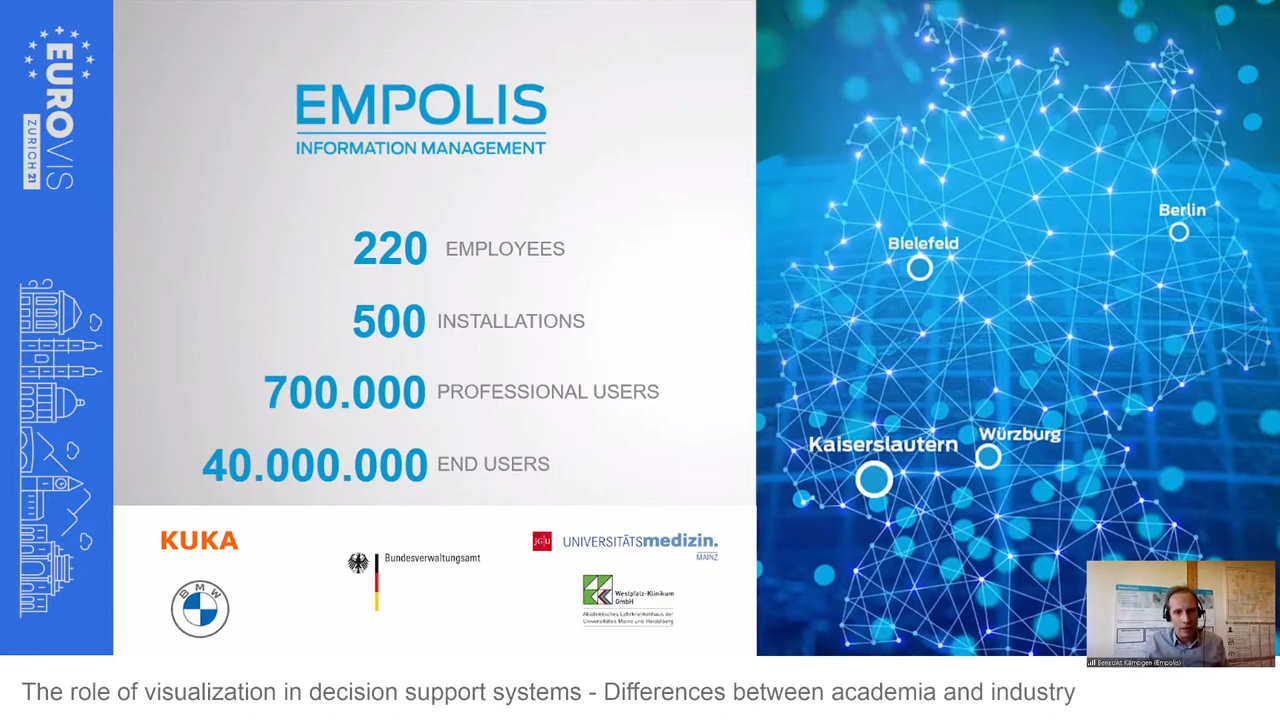 EUROVIS
ZURICH 21
EMPOLIS
INFORMATION MANAGEMENT
220 EMPLOYEES
500 INSTALLATIONS
700.000 PROFESSIONAL USERS
40.000.000 END USERS
Berlin
Bielefeld
Kaiserslautern
Würzburg
KUKA
BMW
Bundesverwaltungsamt
JG|U UNIVERSITÄTSmedizin.
MAINZ
Westpfalz-Klinikum
GmbH
Akademisches Lehrkrankenhaus der
Universitäten Mainz und Heidelberg
Benedikt Kämpgen (Empolis)
The role of visualization in decision support systems - Differences between academia and industry